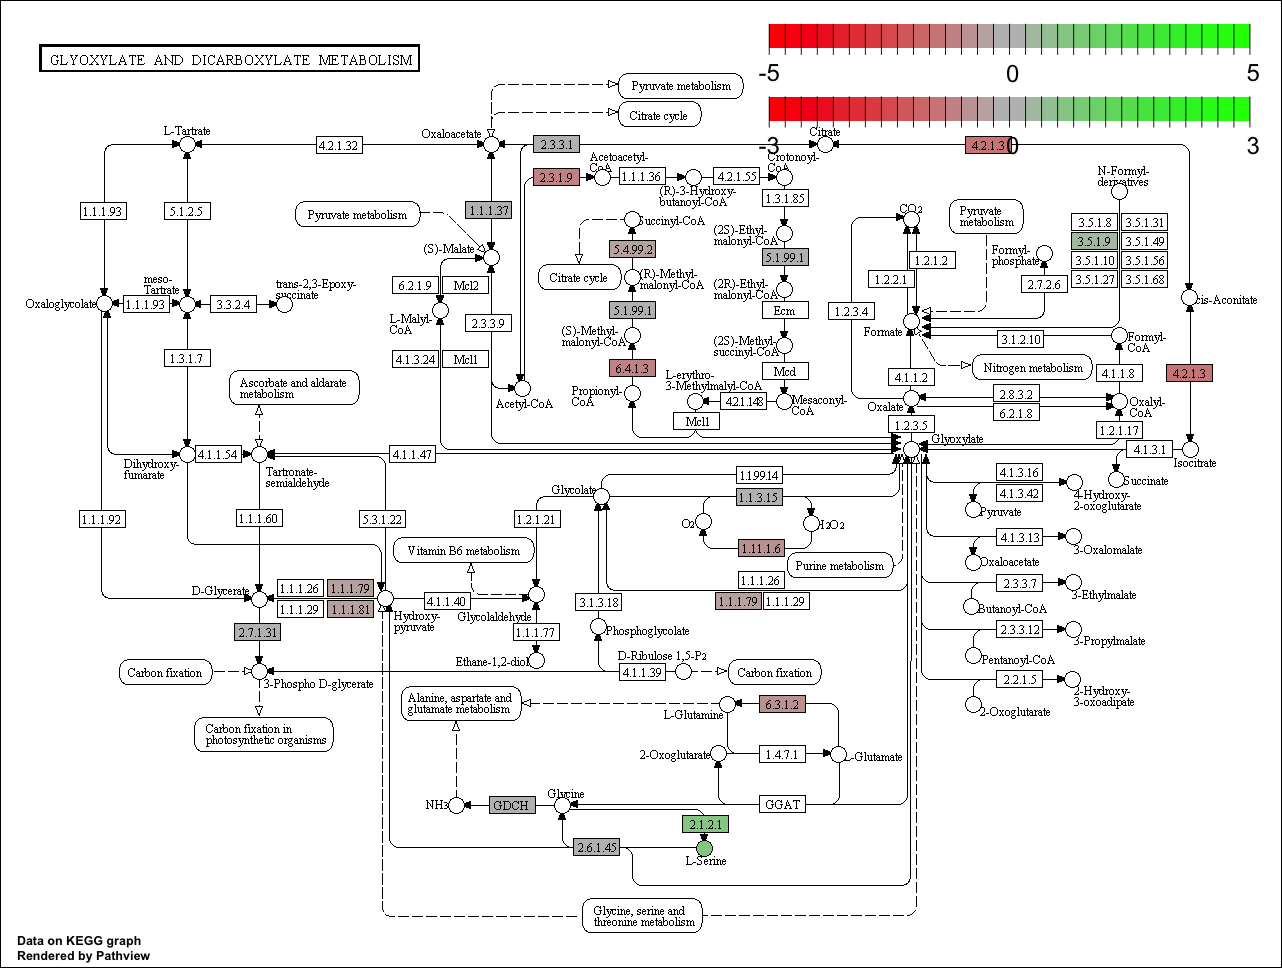 GLYOXYLATE AND DICARBOXYLATE METABOLISM
-5
0
5
-3
0
3
Pyruvate metabolism
Citrate cycle
L-Tartrate
4.2.1.32
Oxaloacetate
2.3.3.1
Citrate
4.2.1.3
2.3.1.9
Acetoacetyl-
CoA
1.1.1.36
(R)-3-Hydroxy-
butanoyl-CoA
4.2.1.55
Crotonoyl-
CoA
1.3.1.85
1.1.1.93
5.1.2.5
Pyruvate metabolism
1.1.1.37
(S)-Malate
Succinyl-CoA
5.4.99.2
Citrate cycle
(R)-Methyl-
malonyl-CoA
5.1.99.1
(S)-Methyl-
malonyl-CoA
6.4.1.3
Propionyl-
CoA
(2S)-Ethyl-
malonyl-CoA
5.1.99.1
(2R)-Ethyl-
malonyl-CoA
Ecm
(2S)-Methyl-
succinyl-CoA
Mcd
L-erythro-
3-Methylmalyl-CoA
4.2.1.148
Mesaconyl-
CoA
Mcl1
CO2
Pyruvate
metabolism
1.2.1.2
1.2.2.1
1.2.3.4
Formyl-
phosphate
2.7.2.6
N-Formyl-
derivatives
3.5.1.8
3.5.1.31
3.5.1.9
3.5.1.49
3.5.1.10
3.5.1.56
3.5.1.27
3.5.1.68
cis-Aconitate
Formate
3.1.2.10
Formyl-
CoA
Nitrogen metabolism
4.1.1.2
4.1.1.8
4.2.1.3
2.8.3.2
6.2.1.8
Oxalate
Oxalyl-
CoA
1.2.3.5
1.2.1.17
Glyoxylate
4.1.3.1
Isocitrate
Succinate
Oxaloglycolate
1.1.1.93
meso-
Tartrate
3.3.2.4
trans-2,3-Epoxy-
succinate
6.2.1.9
Mcl2
L-Malyl-
CoA
2.3.3.9
4.1.3.24
Mcl1
Acetyl-CoA
1.3.1.7
Ascorbate and aldarate
metabolism
Dihydroxy-
fumarate
4.1.1.54
Tartronate-
semialdehyde
4.1.1.47
1.1.1.92
1.1.1.60
5.3.1.22
1.2.1.21
Glycolate
1.1.99.14
1.1.3.15
O2
H2O2
1.11.1.6
Purine metabolism
Vitamin B6 metabolism
D-Glycerate
1.1.1.26
1.1.1.79
1.1.1.29
1.1.1.81
Hydroxy-
pyruvate
4.1.1.40
Glycolaldehyde
1.1.1.77
Ethane-1,2-diol
3.1.3.18
1.1.1.26
1.1.1.79
1.1.1.29
Phosphoglycolate
2.7.1.31
Carbon fixation
3-Phospho D-glycerate
4.1.1.39
D-Ribulose 1,5-P2
Carbon fixation
Carbon fixation in
photosynthetic organisms
4.1.3.16
4.1.3.42
Pyruvate
4-Hydroxy-
2-oxoglutarate
4.1.3.13
Oxaloacetate
3-Oxalomalate
2.3.3.7
Butanoyl-CoA
3-Ethylmalate
2.3.3.12
Pentanoyl-CoA
3-Propylmalate
2.2.1.5
2-Oxoglutarate
2-Hydroxy-
3-oxoadipate
Alanine, aspartate and
glutamate metabolism
L-Glutamine
6.3.1.2
2-Oxoglutarate
1.4.7.1
L-Glutamate
NH3
GDCH
Glycine
GGAT
2.1.2.1
2.6.1.45
L-Serine
Glycine, serine and
threonine metabolism
Data on KEGG graph
Rendered by Pathview